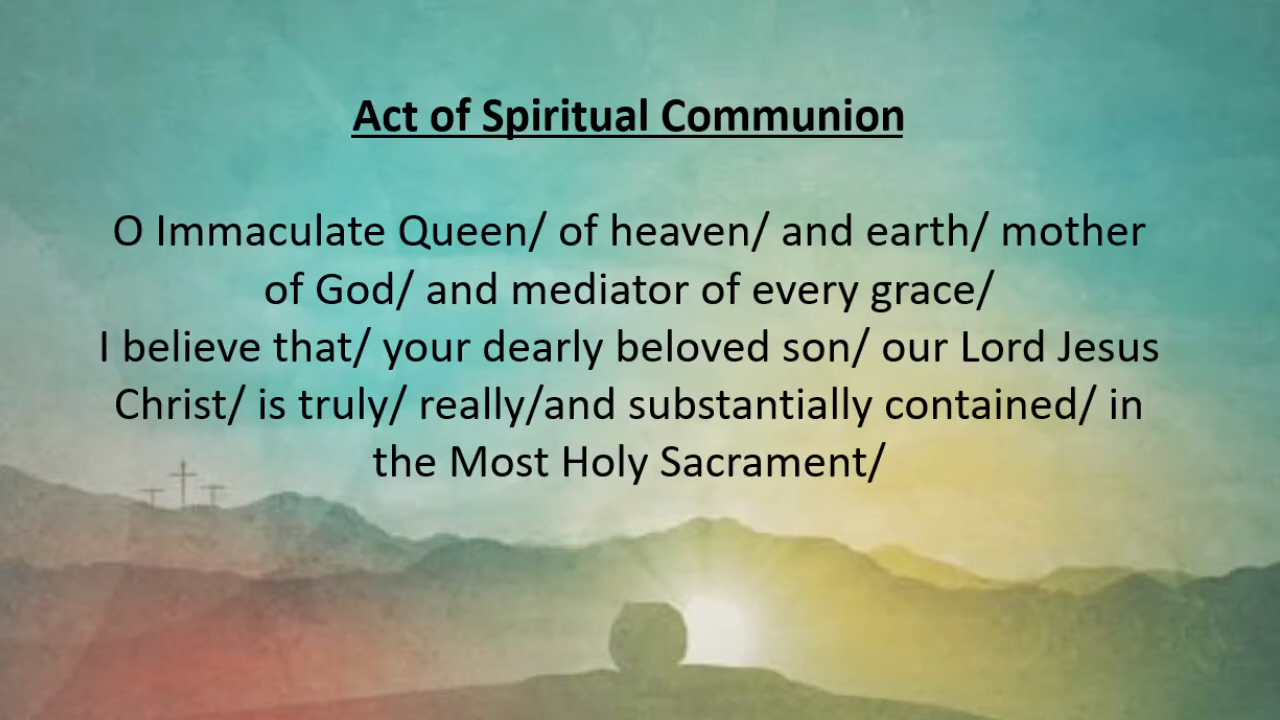 Act of Spiritual Communion
O Immaculate Queen/ of heaven/ and earth/ mother
of God/ and mediator of every grace/
I believe that/ your dearly beloved son/ our Lord Jesus
Christ/ is truly/ really/and substantially contained/ in
the Most Holy Sacrament/